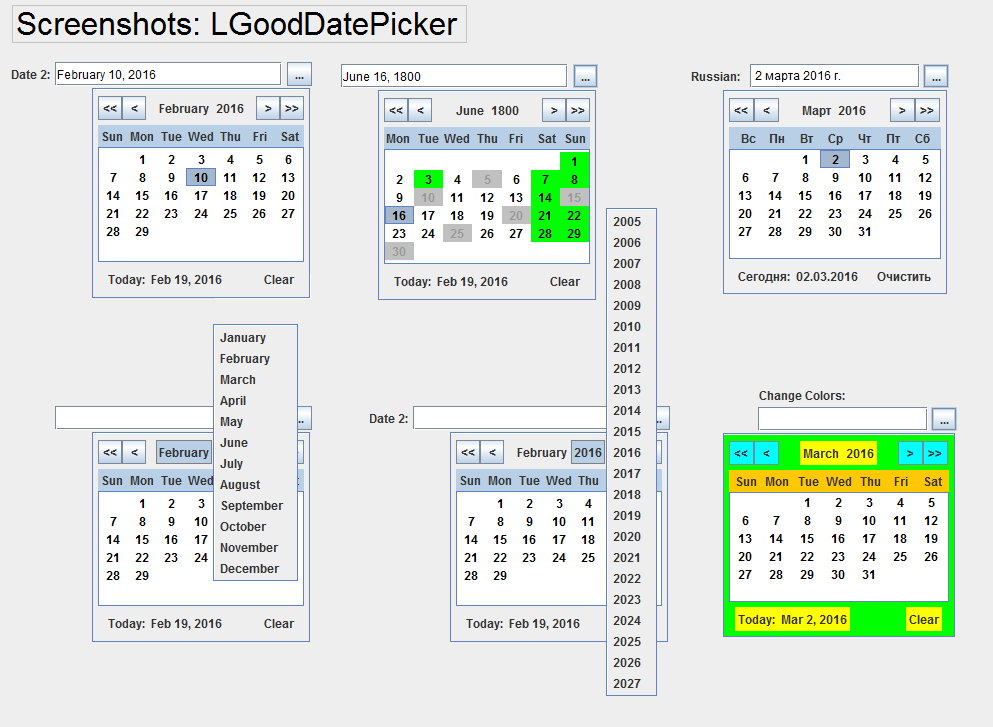 Screenshots: LGoodDatePicker
Date 2: February 10, 2016 ...
<< < February 2016 > >>
Sun Mon Tue Wed Thu Fri Sat
1 2 3 4 5 6
7 8 9 10 11 12 13
14 15 16 17 18 19 20
21 22 23 24 25 26 27
28 29
Today: Feb 19, 2016 Clear
June 16, 1800 ...
<< < June 1800 > >>
Mon Tue Wed Thu Fri Sat Sun
1
2 3 4 5 6 7 8
9 10 11 12 13 14 15
16 17 18 19 20 21 22
23 24 25 26 27 28 29
30
Today: Feb 19, 2016 Clear
Russian: 2 марта 2016 г. ...
<< < Март 2016 > >>
Вс Пн Вт Ср Чт Пт Сб
1 2 3 4 5
6 7 8 9 10 11 12
13 14 15 16 17 18 19
20 21 22 23 24 25 26
27 28 29 30 31
Сегодня: 02.03.2016 Очистить
<< < February
Sun Mon Tue Wed
1 2 3
7 8 9 10
14 15 16 17
21 22 23 24
28 29
Today: Feb 19, 2016 Clear
January
February
March
April
May
June
July
August
September
October
November
December
Date 2:
<< < February 2016
Sun Mon Tue Wed Thu
1 2 3 4
7 8 9 10 11
14 15 16 17 18
21 22 23 24 25
28 29
Today: Feb 19, 2016
2005
2006
2007
2008
2009
2010
2011
2012
2013
2014
2015
2016
2017
2018
2019
2020
2021
2022
2023
2024
2025
2026
2027
Change Colors:
...
<< < March 2016 > >>
Sun Mon Tue Wed Thu Fri Sat
1 2 3 4 5
6 7 8 9 10 11 12
13 14 15 16 17 18 19
20 21 22 23 24 25 26
27 28 29 30 31
Today: Mar 2, 2016 Clear